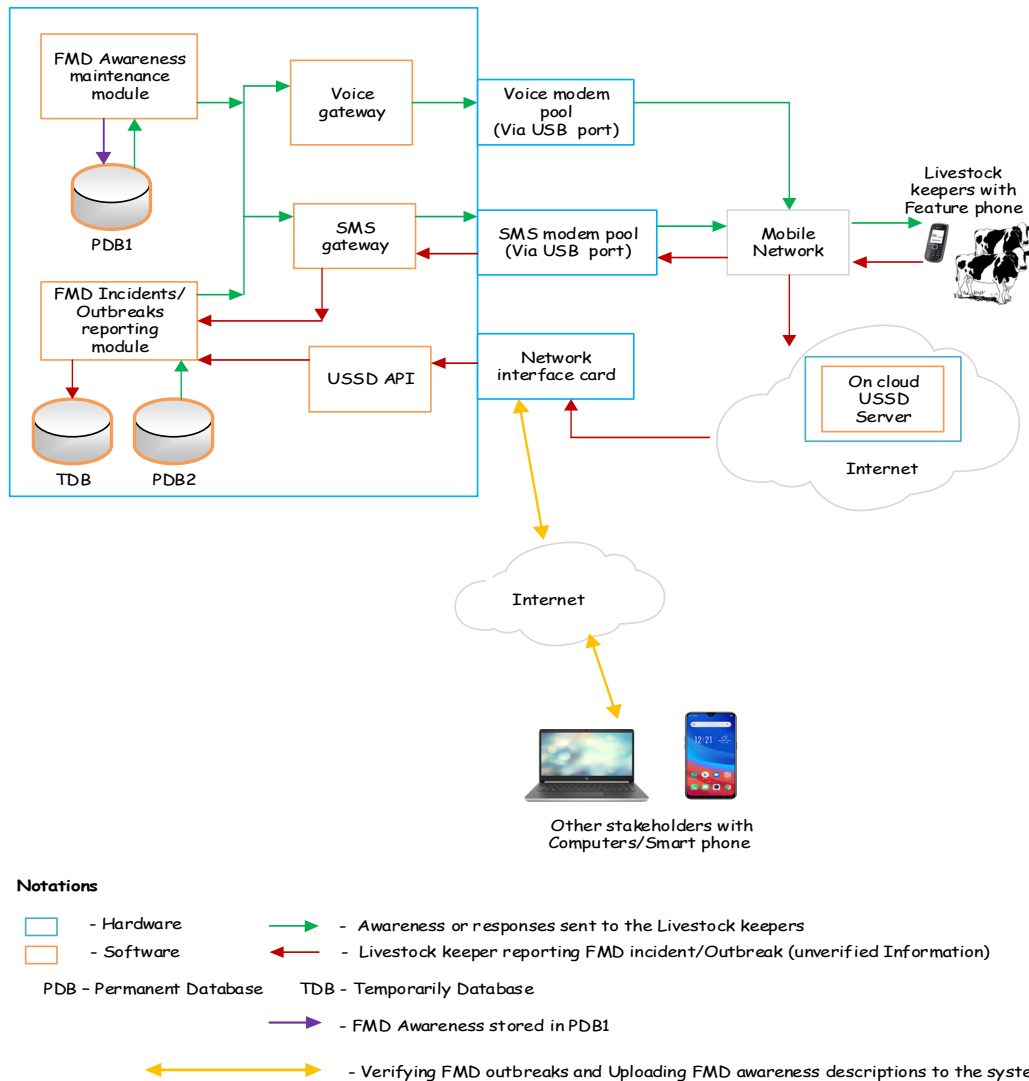 FMD Awareness
maintenance
module
Voice
gateway
Voice modem
pool
(Via USB port)
PDB1
SMS
gateway
SMS modem pool
(Via USB port)
Mobile
Network
Livestock
keepers with
Feature phone
FMD Incidents/
Outbreaks
reporting
module
USSD API
Network
interface card
On cloud
USSD
Server
Internet
TDB
PDB2
Internet
12:21
Other stakeholders with
Computers/Smart phone
Notations
- Hardware
- Awareness or responses sent to the Livestock keepers
- Software
- Livestock keeper reporting FMD incident/Outbreak (unverified Information)
PDB – Permanent Database
TDB - Temporarily Database
- FMD Awareness stored in PDB1
- Verifying FMD outbreaks and Uploading FMD awareness descriptions to the syste